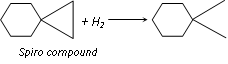 + H₂
Spiro compound